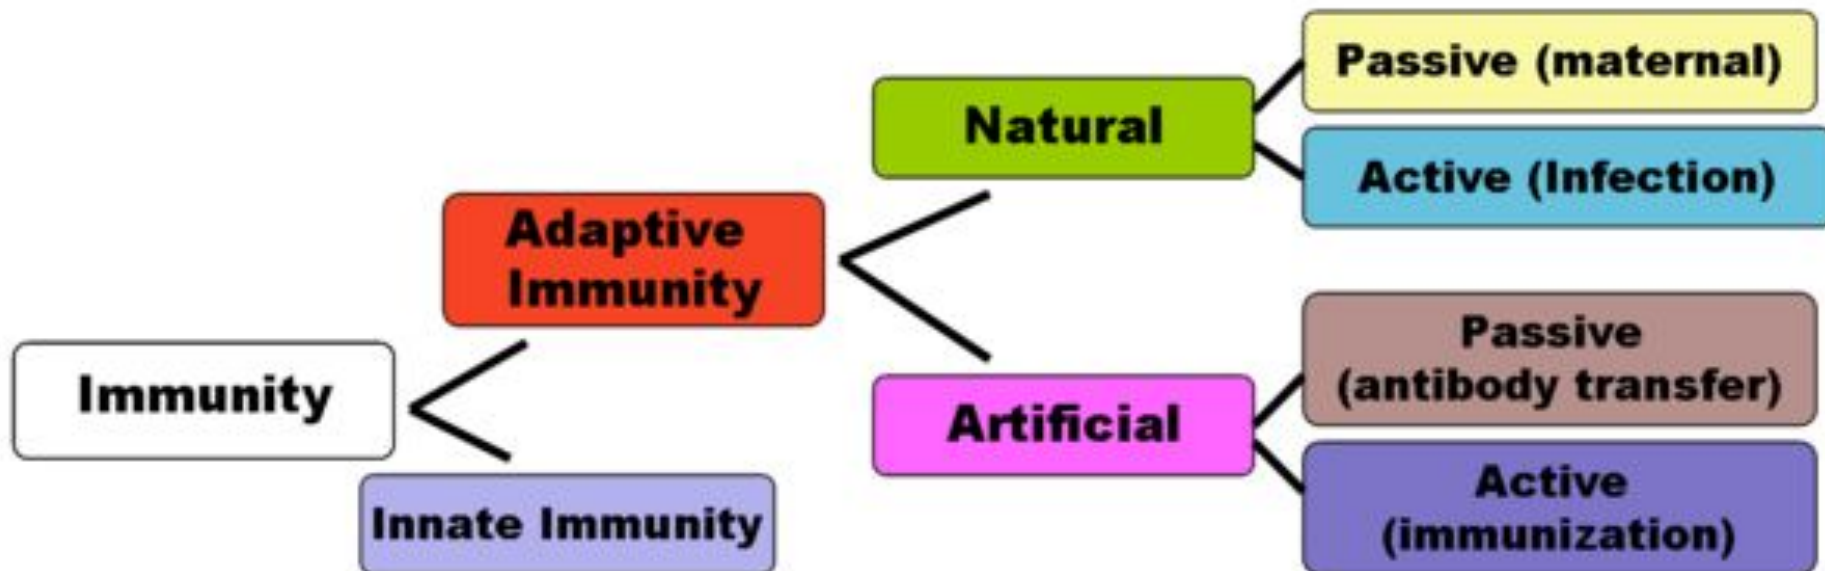 Passive (maternal)
Natural
Active (Infection)
Adaptive
Immunity
Passive
(antibody transfer)
Immunity
Artificial
Active
(immunization)
Innate Immunity